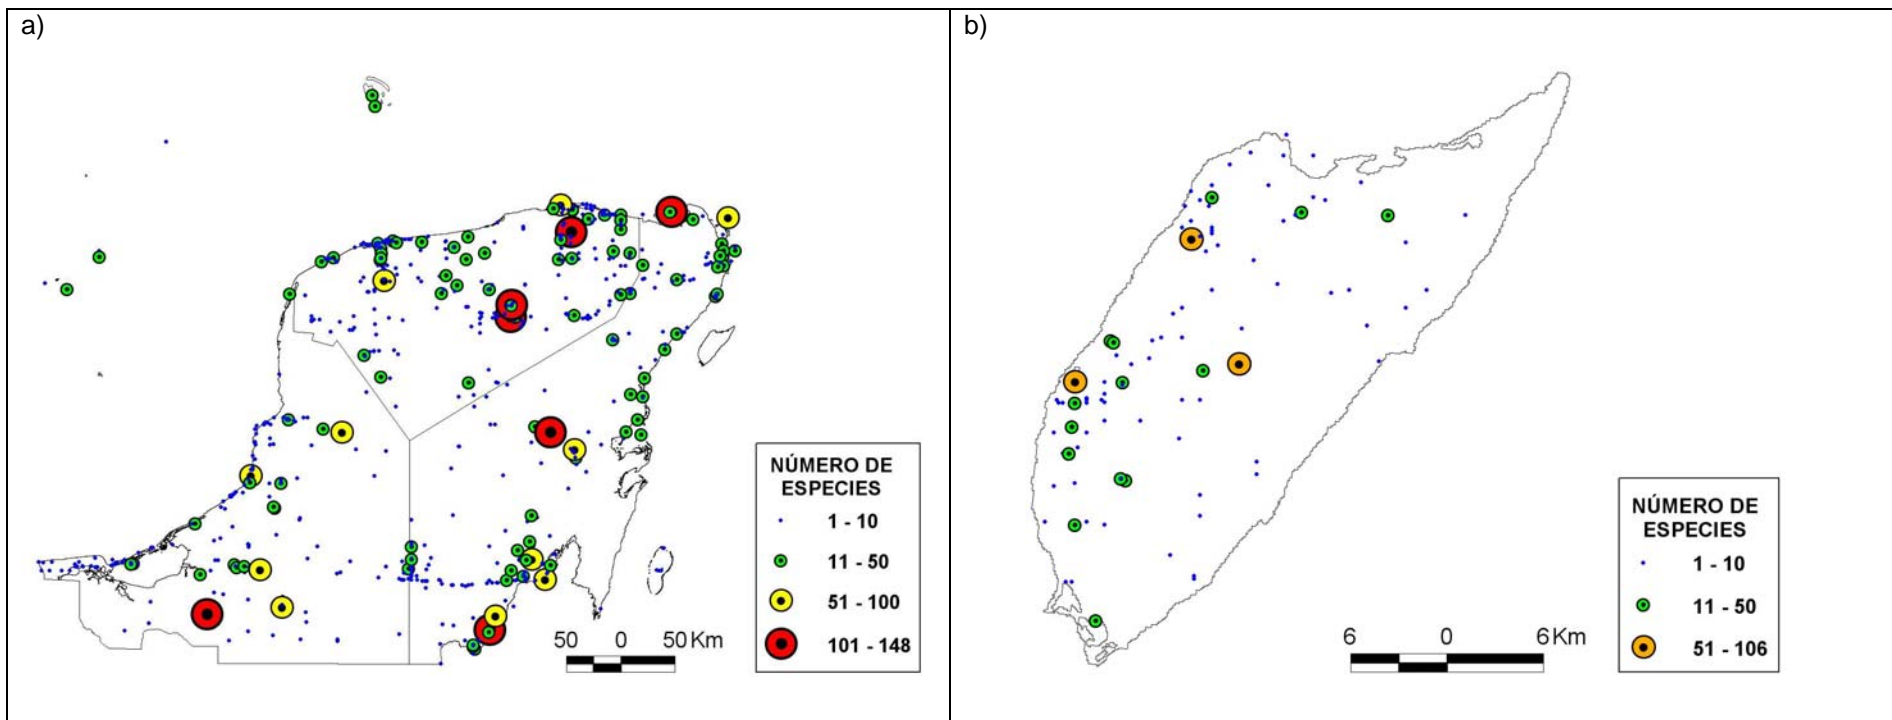 a)
NÚMERO DE
ESPECIES
1 - 10
11 - 50
51 - 100
101 - 148
50 0 50 Km
b)
NÚMERO DE
ESPECIES
1 - 10
11 - 50
51 - 106
6 0 6 Km